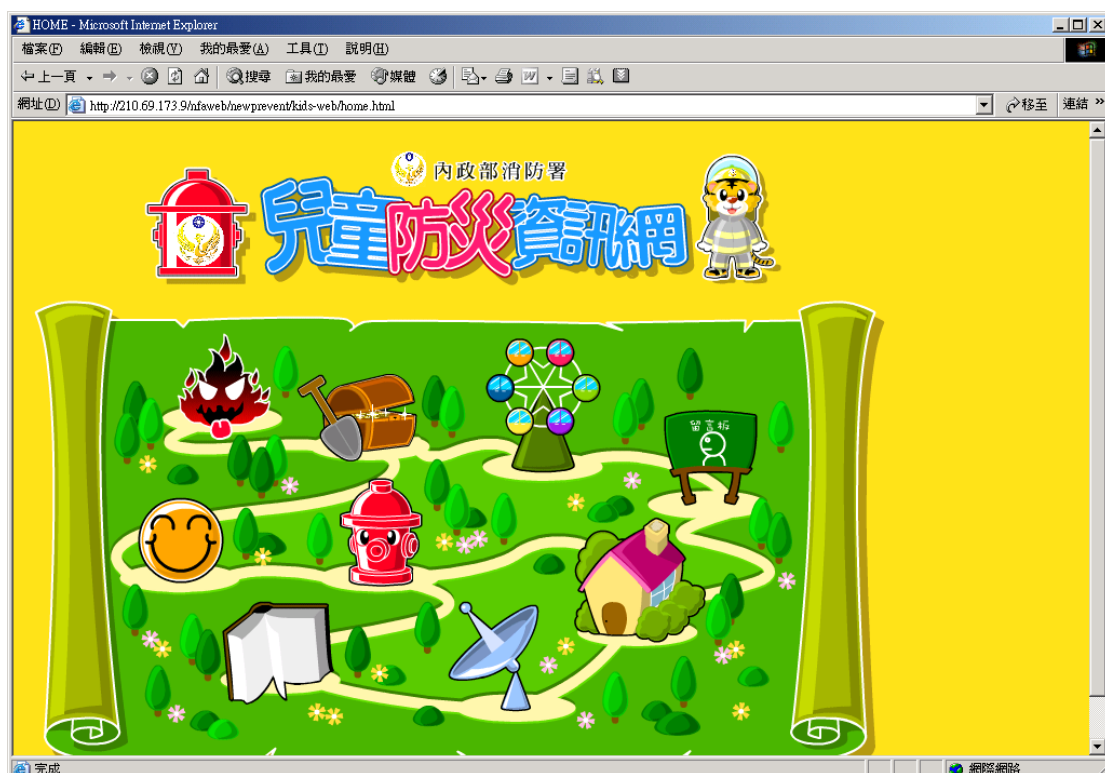 HOME - Microsoft Internet Explorer
檔案(F) 編輯(E) 檢視(V) 我的最愛(A) 工具(T) 說明(H)
上一頁 搜尋 我的最愛 媒體
網址(D) http://210.69.173.9/nfaweb/newprevent/kids-web/home.html 移至 連結 »
內政部消防署
兒童防災資訊網
留言板
完成 網際網路